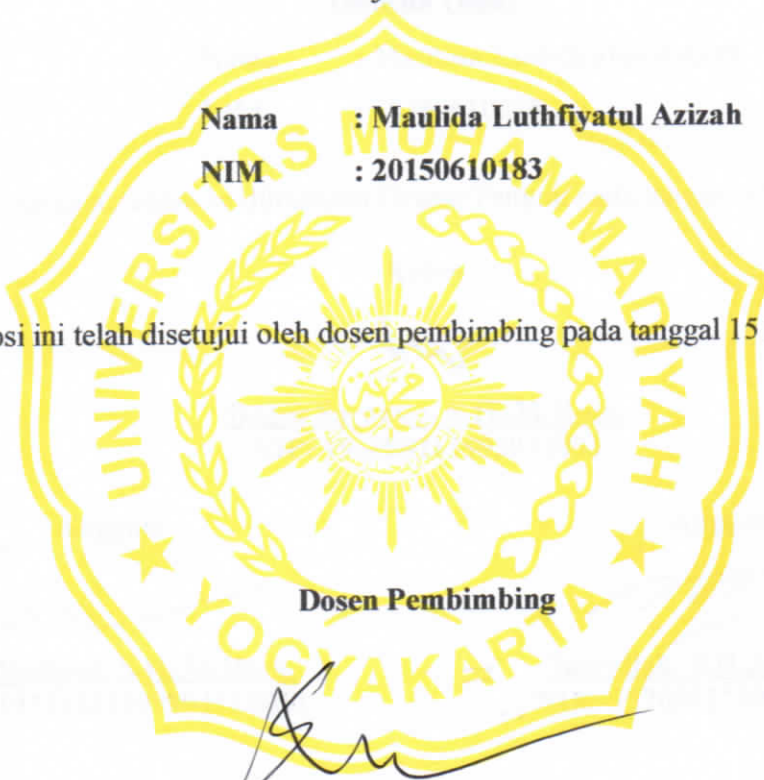 Nama : Maulida Luthfiyatul Azizah
NIM : 20150610183
ini telah disetujui oleh dosen pembimbing pada tanggal 15
Dosen Pembimbing
UNIVERSITAS MUHAMMADIYAH
YOGYAKARTA